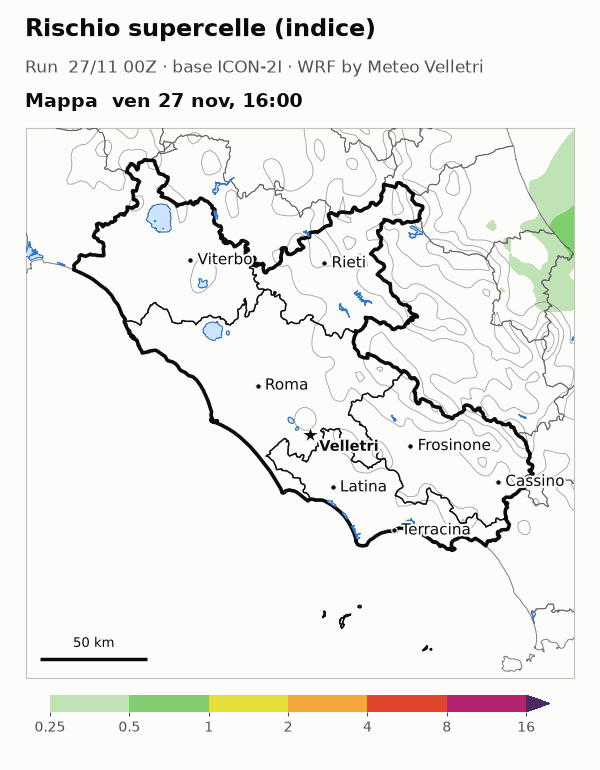 Rischio supercelle (indice)
Run 27/11 00Z · base ICON-2I · WRF by Meteo Velletri
Mappa ven 27 nov, 16:00
Viterbo
Rieti
Roma
Velletri
Frosinone
Latina
Cassino
Terracina
50 km
0.25 0.5 1 2 4 8 16